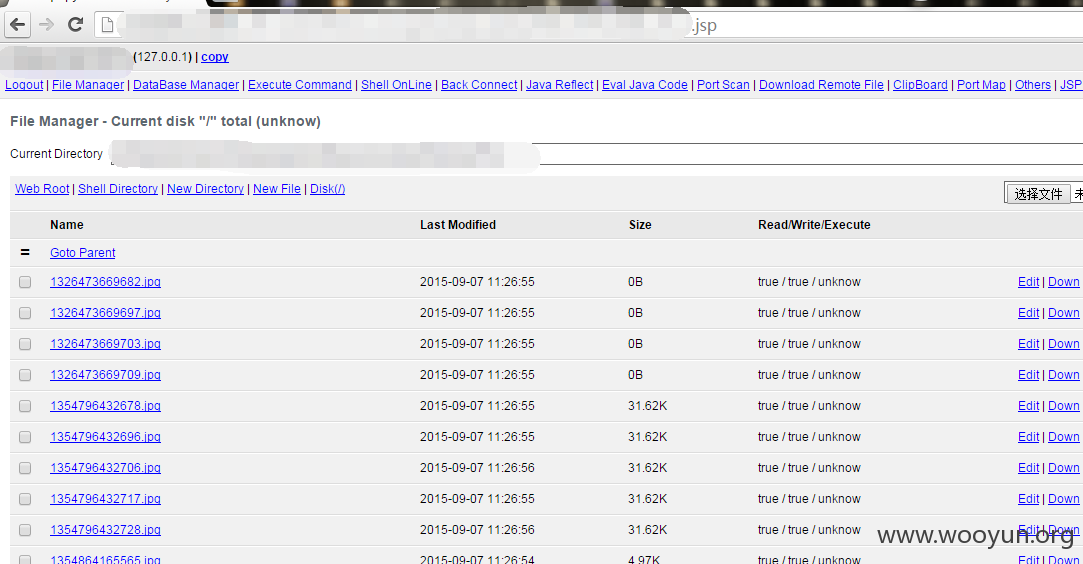 .jsp
(127.0.0.1) | copy
Logout | File Manager | DataBase Manager | Execute Command | Shell OnLine | Back Connect | Java Reflect | Eval Java Code | Port Scan | Download Remote File | ClipBoard | Port Map | Others | JSP
File Manager - Current disk "/" total (unknow)
Current Directory
Web Root | Shell Directory | New Directory | New File | Disk(/)
选择文件 未
Name Last Modified Size Read/Write/Execute
= Goto Parent
1326473669682.jpg 2015-09-07 11:26:55 0B true / true / unknow Edit | Down
1326473669697.jpg 2015-09-07 11:26:55 0B true / true / unknow Edit | Down
1326473669703.jpg 2015-09-07 11:26:55 0B true / true / unknow Edit | Down
1326473669709.jpg 2015-09-07 11:26:55 0B true / true / unknow Edit | Down
1354796432678.jpg 2015-09-07 11:26:55 31.62K true / true / unknow Edit | Down
1354796432696.jpg 2015-09-07 11:26:55 31.62K true / true / unknow Edit | Down
1354796432706.jpg 2015-09-07 11:26:56 31.62K true / true / unknow Edit | Down
1354796432717.jpg 2015-09-07 11:26:55 31.62K true / true / unknow Edit | Down
1354796432728.jpg 2015-09-07 11:26:56 31.62K true / true / unknow Edit | Down
www.wooyun.org
1354864165565.jpg 2015-09-07 11:26:54 4.97K true / true / unknow Edit | Down